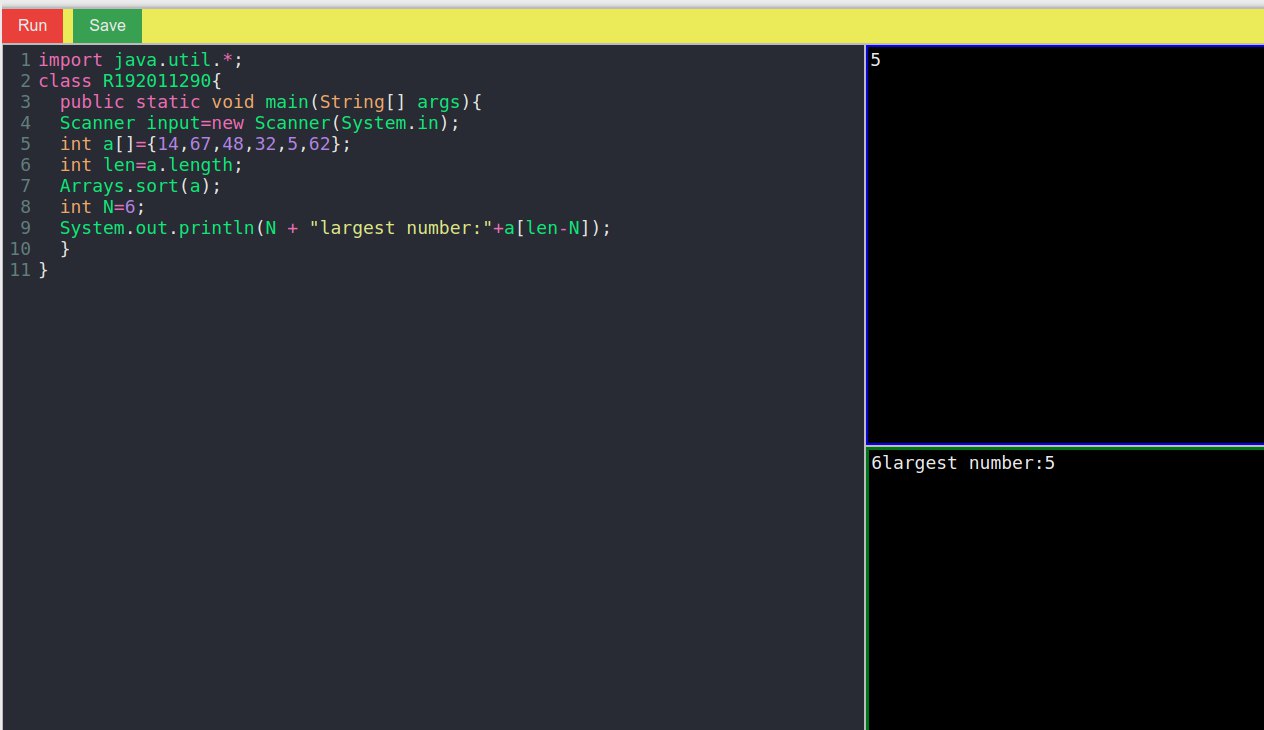 Run Save
1 import java.util.*;
2 class R192011290{
3   public static void main(String[] args){
4   Scanner input=new Scanner(System.in);
5   int a[]={14,67,48,32,5,62};
6   int len=a.length;
7   Arrays.sort(a);
8   int N=6;
9   System.out.println(N + "largest number:"+a[len-N]);
10   }
11 }
5
6largest number:5